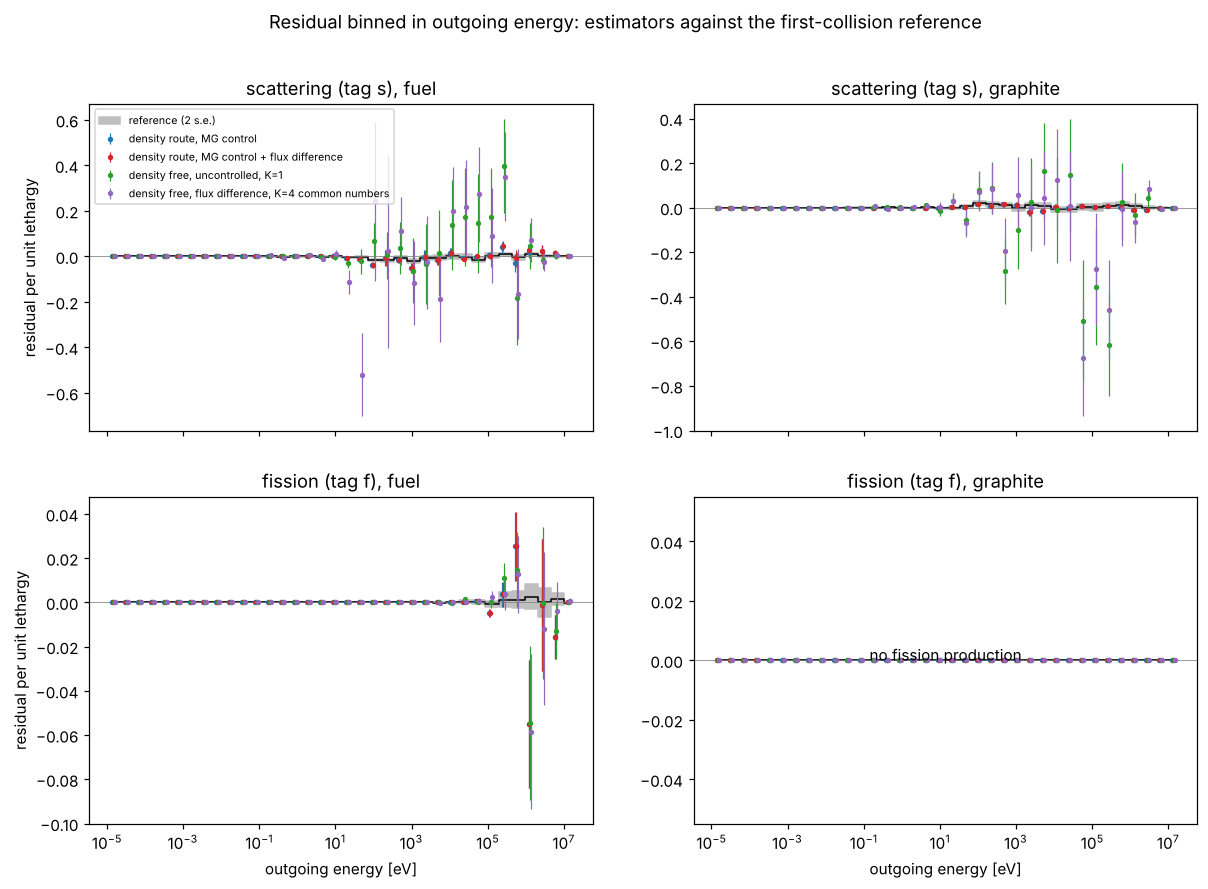 Residual binned in outgoing energy: estimators against the first-collision reference
scattering (tag s), fuel
residual per unit lethargy
0.6
0.4
0.2
0.0
−0.2
−0.4
−0.6
reference (2 s.e.)
density route, MG control
density route, MG control + flux difference
density free, uncontrolled, K=1
density free, flux difference, K=4 common numbers
scattering (tag s), graphite
0.4
0.2
0.0
−0.2
−0.4
−0.6
−0.8
−1.0
fission (tag f), fuel
residual per unit lethargy
0.04
0.02
0.00
−0.02
−0.04
−0.06
−0.08
−0.10
10⁻⁵ 10⁻³ 10⁻¹ 10¹ 10³ 10⁵ 10⁷
outgoing energy [eV]
fission (tag f), graphite
0.04
0.02
0.00
−0.02
−0.04
no fission production
10⁻⁵ 10⁻³ 10⁻¹ 10¹ 10³ 10⁵ 10⁷
outgoing energy [eV]